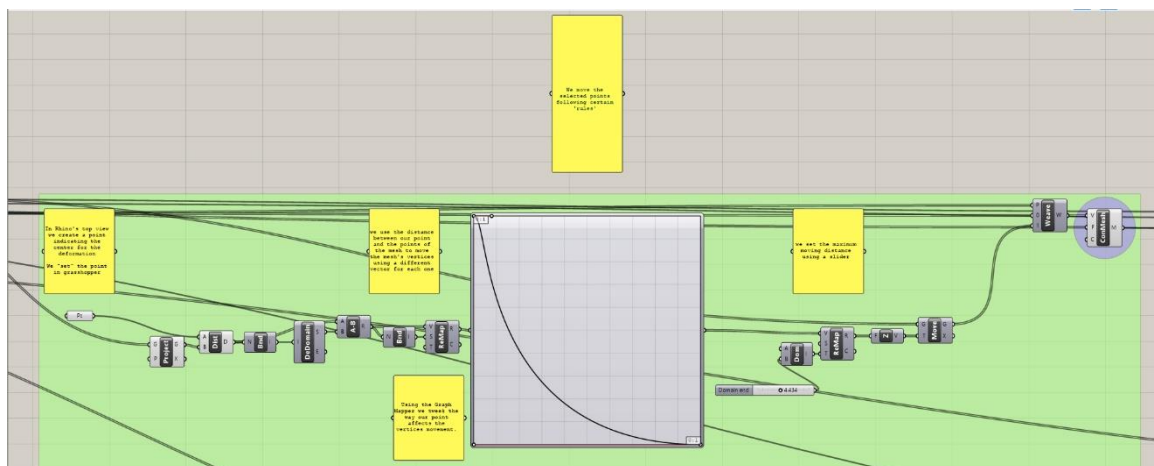 We move the
selected points
following certain
"rules"
In Rhino's top view
we create a point
indicating the
center for the
deformation
We "set" the point
in grasshopper
we use the distance
between our point
and the points of
the mesh to move
the mesh's vertices
using a different
vector for each one
we set the minimum
moving distance
using a slider
Using the Graph
Mapper we tweak the
way our point
affects the
vertices movement.
Pt
Project
Dist
Bnd
DeDomain
A-B
Bnd
ReMap
Dom
ReMap
Z
Move
Weave
ConMesh
Domain end
4.436